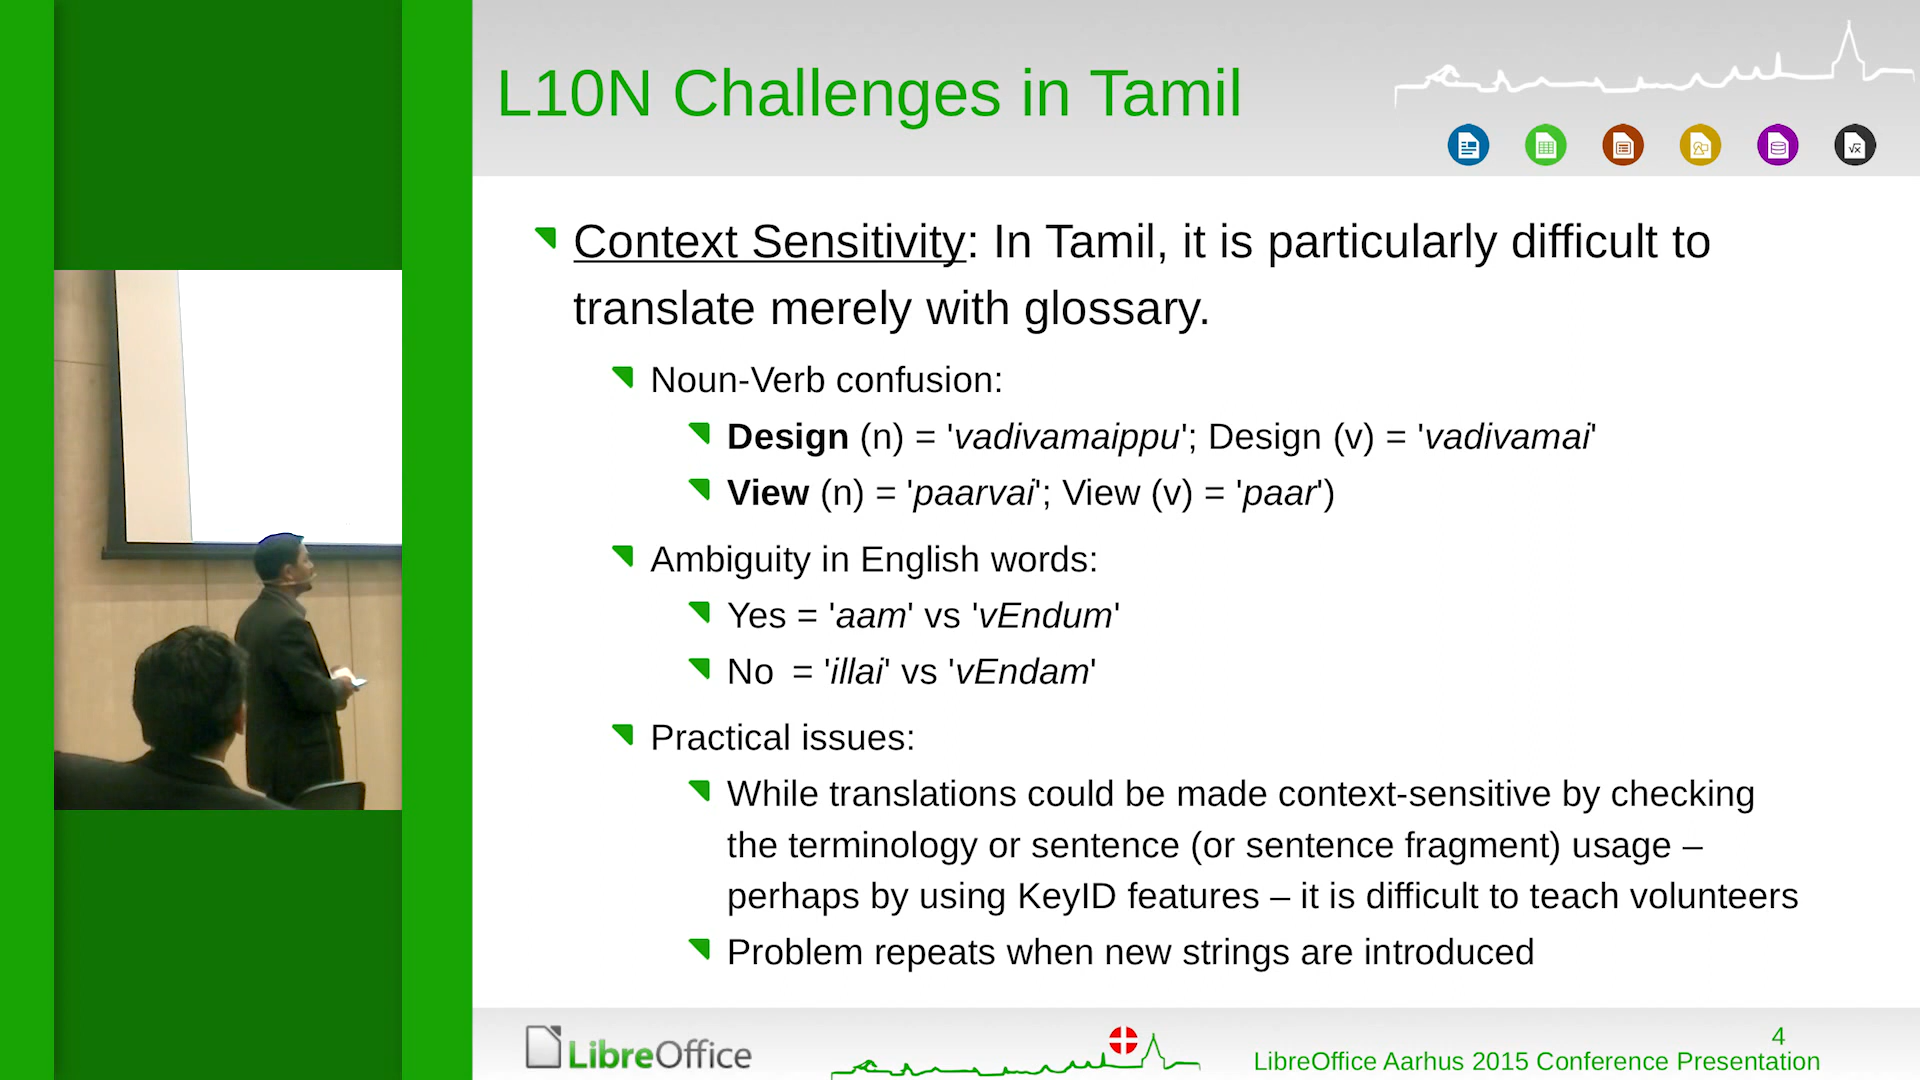 L10N Challenges in Tamil
Context Sensitivity: In Tamil, it is particularly difficult to
translate merely with glossary.
Noun-Verb confusion:
Design (n) = 'vadivamaippu'; Design (v) = 'vadivamai'
View (n) = 'paarvai'; View (v) = 'paar')
Ambiguity in English words:
Yes = 'aam' vs 'vEndum'
No = 'illai' vs 'vEndam'
Practical issues:
While translations could be made context-sensitive by checking
the terminology or sentence (or sentence fragment) usage –
perhaps by using KeyID features – it is difficult to teach volunteers
Problem repeats when new strings are introduced
LibreOffice
4
LibreOffice Aarhus 2015 Conference Presentation